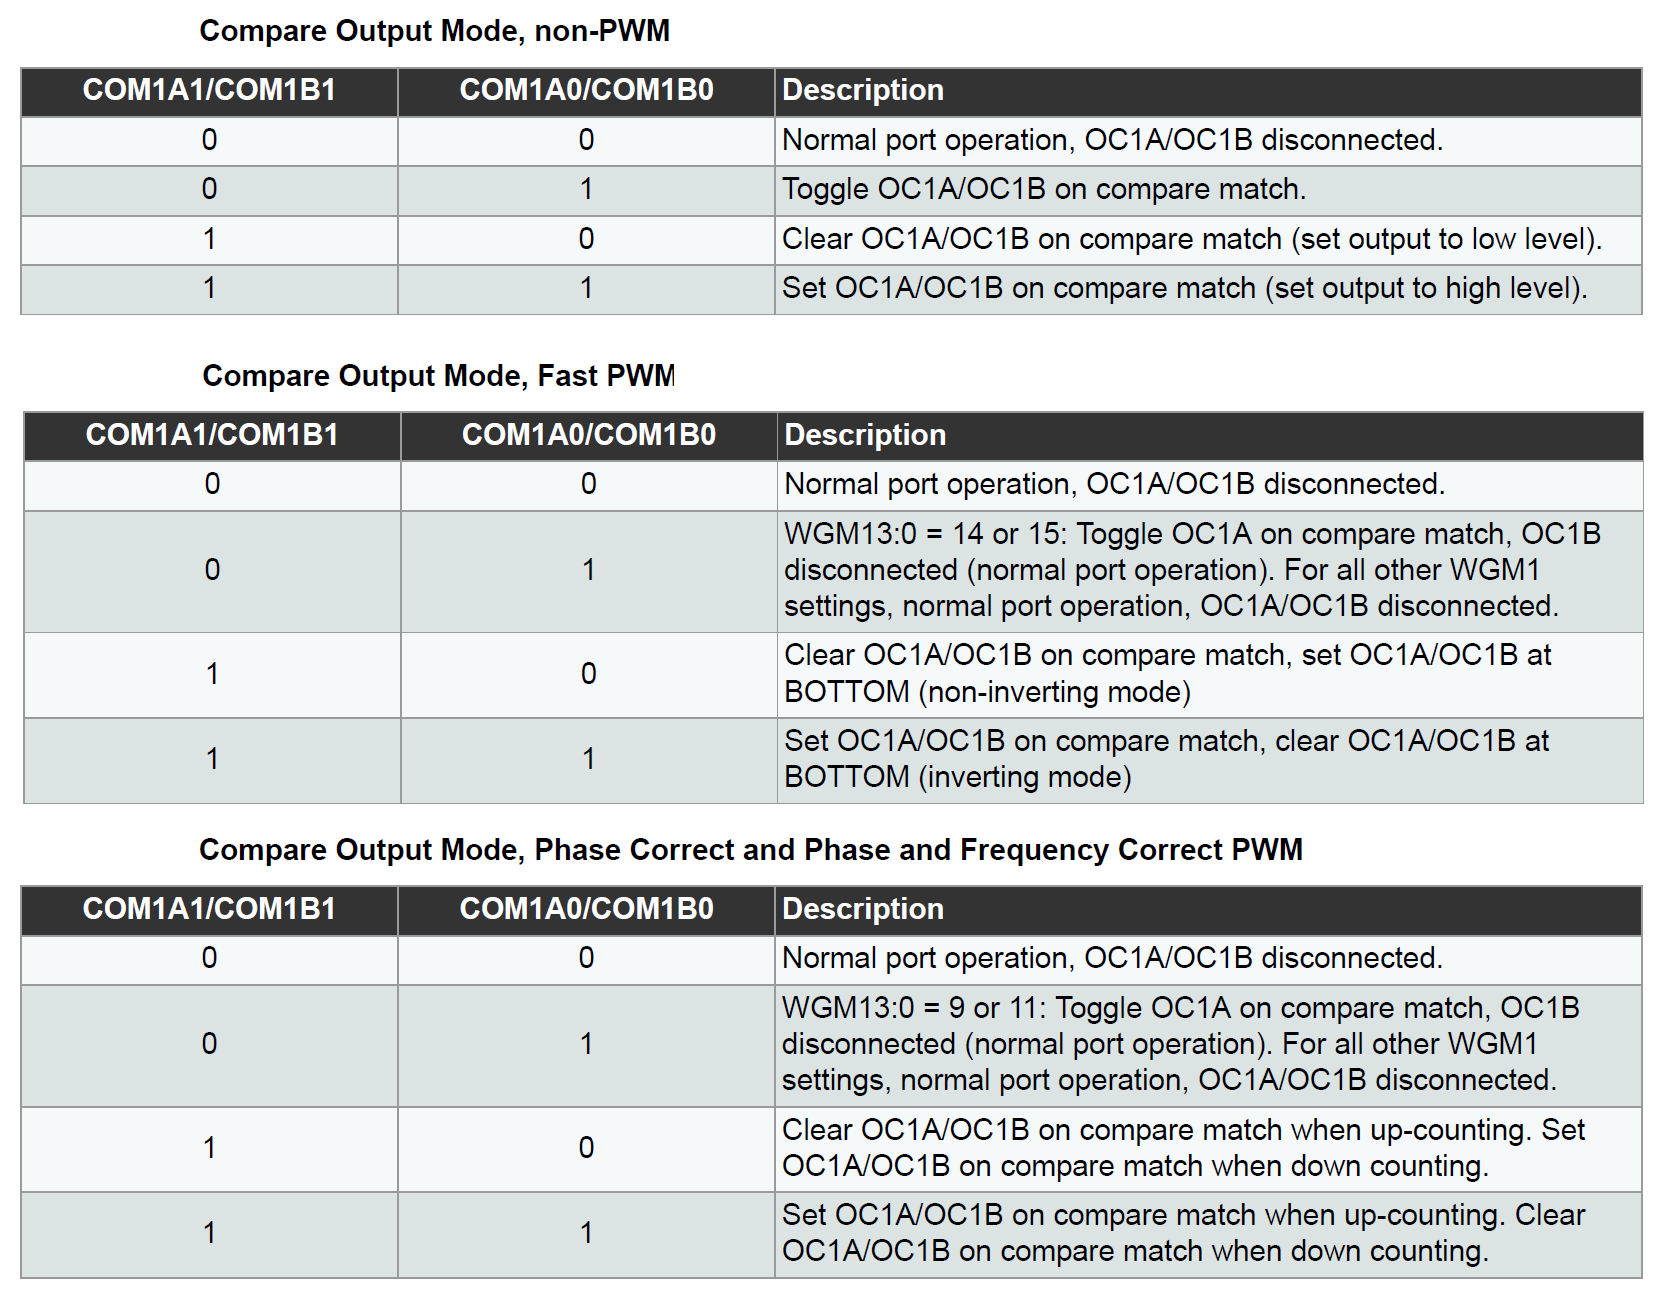 Compare Output Mode, non-PWM
COM1A1/COM1B1 COM1A0/COM1B0 Description
0 0 Normal port operation, OC1A/OC1B disconnected.
0 1 Toggle OC1A/OC1B on compare match.
1 0 Clear OC1A/OC1B on compare match (set output to low level).
1 1 Set OC1A/OC1B on compare match (set output to high level).
Compare Output Mode, Fast PWM
COM1A1/COM1B1 COM1A0/COM1B0 Description
0 0 Normal port operation, OC1A/OC1B disconnected.
0 1 WGM13:0 = 14 or 15: Toggle OC1A on compare match, OC1B
disconnected (normal port operation). For all other WGM1
settings, normal port operation, OC1A/OC1B disconnected.
1 0 Clear OC1A/OC1B on compare match, set OC1A/OC1B at
BOTTOM (non-inverting mode)
1 1 Set OC1A/OC1B on compare match, clear OC1A/OC1B at
BOTTOM (inverting mode)
Compare Output Mode, Phase Correct and Phase and Frequency Correct PWM
COM1A1/COM1B1 COM1A0/COM1B0 Description
0 0 Normal port operation, OC1A/OC1B disconnected.
0 1 WGM13:0 = 9 or 11: Toggle OC1A on compare match, OC1B
disconnected (normal port operation). For all other WGM1
settings, normal port operation, OC1A/OC1B disconnected.
1 0 Clear OC1A/OC1B on compare match when up-counting. Set
OC1A/OC1B on compare match when down counting.
1 1 Set OC1A/OC1B on compare match when up-counting. Clear
OC1A/OC1B on compare match when down counting.